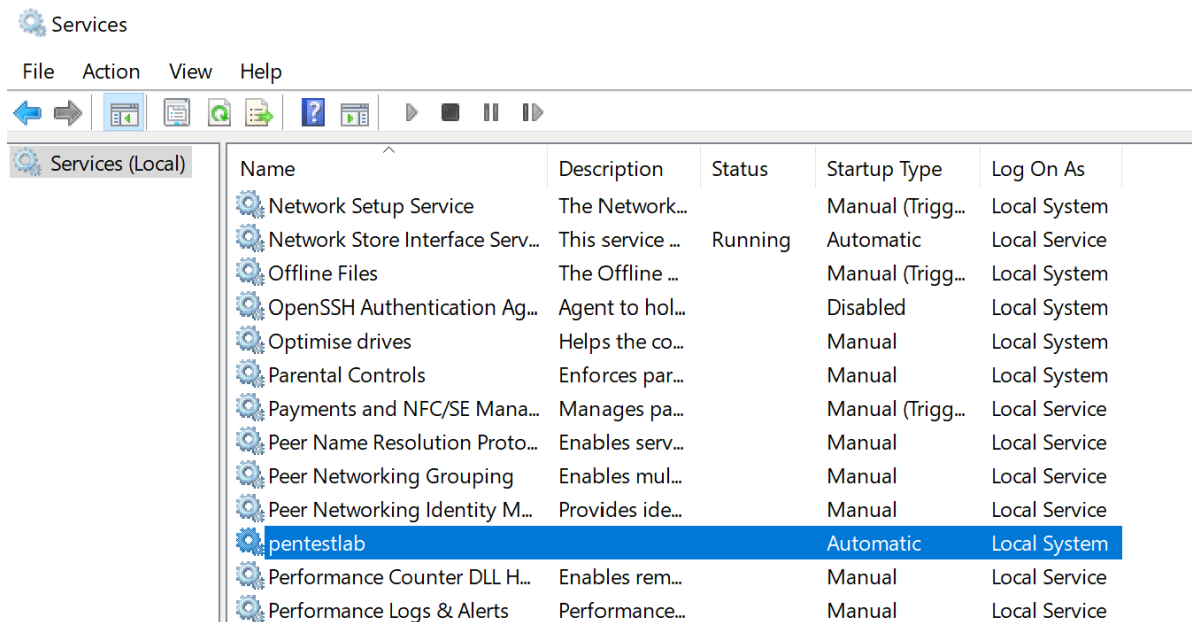 Services
File Action View Help
Services (Local)
Name Description Status Startup Type Log On As
Network Setup Service The Network... Manual (Trigg... Local System
Network Store Interface Serv... This service ... Running Automatic Local Service
Offline Files The Offline ... Manual (Trigg... Local System
OpenSSH Authentication Ag... Agent to hol... Disabled Local System
Optimise drives Helps the co... Manual Local System
Parental Controls Enforces par... Manual Local System
Payments and NFC/SE Mana... Manages pa... Manual (Trigg... Local Service
Peer Name Resolution Proto... Enables serv... Manual Local Service
Peer Networking Grouping Enables mul... Manual Local Service
Peer Networking Identity M... Provides ide... Manual Local Service
pentestlab Automatic Local System
Performance Counter DLL H... Enables rem... Manual Local Service
Performance Logs & Alerts Performance... Manual Local Service